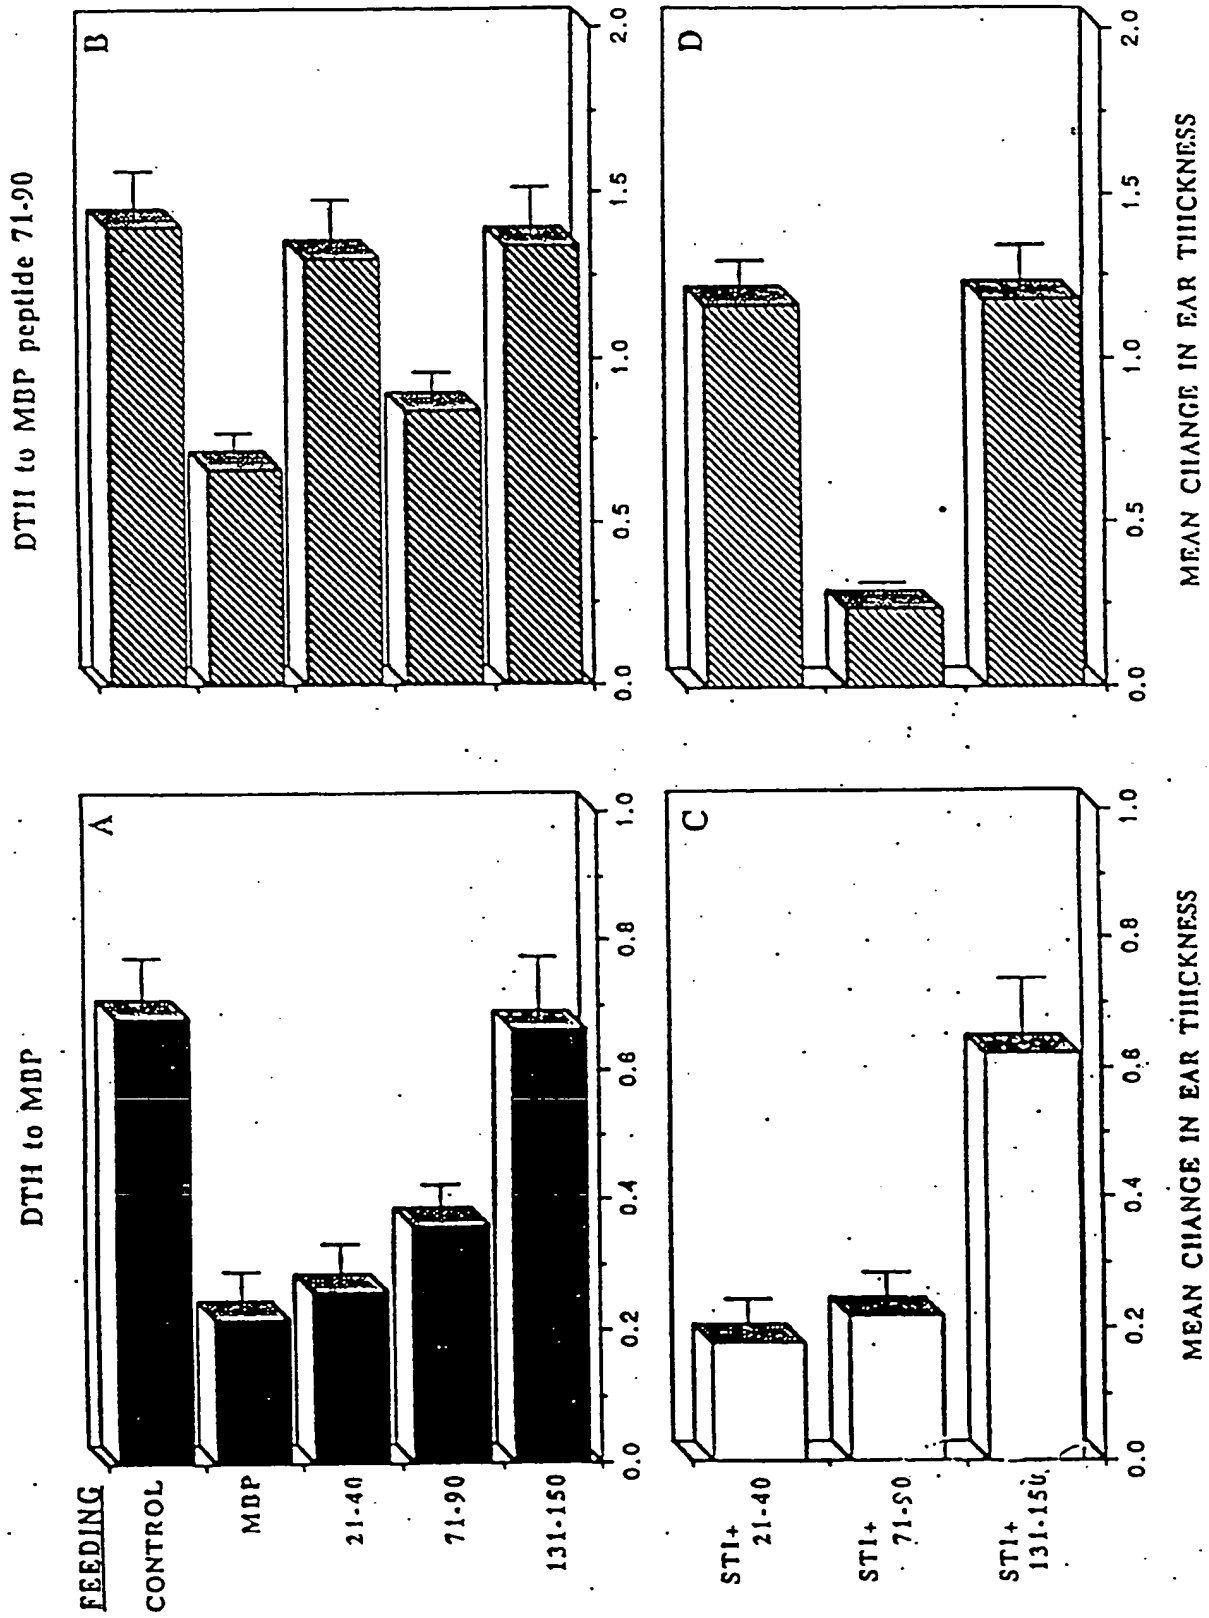 DTH to MBP
DTH to MBP peptide 71-90
FEEDING
CONTROL
MBP
21-40
71-90
131-150
A
0.0 0.2 0.4 0.6 0.8 1.0
B
0.0 0.5 1.0 1.5 2.0
STI+
21-40
STI+
71-90
STI+
131-150
C
0.0 0.2 0.4 0.6 0.8 1.0
MEAN CHANGE IN EAR THICKNESS
D
0.0 0.5 1.0 1.5 2.0
MEAN CHANGE IN EAR THICKNESS